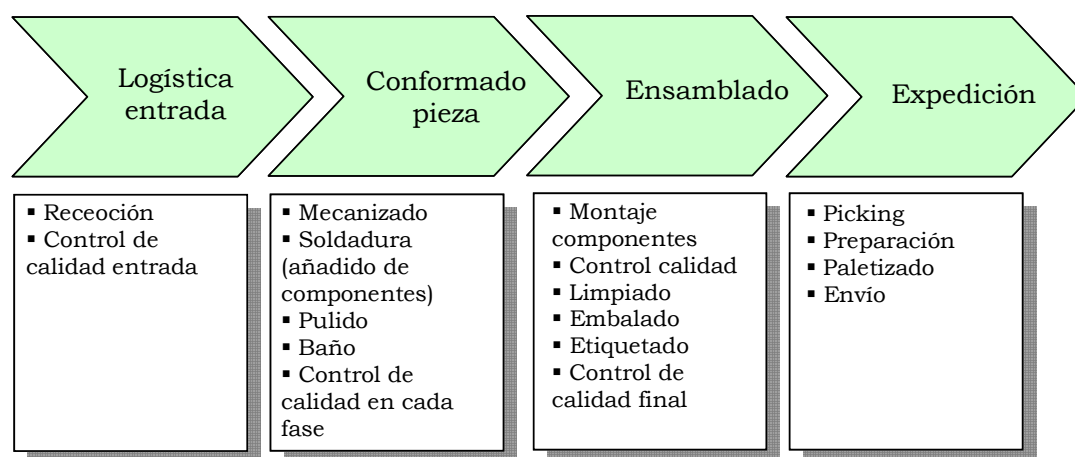 Logística
entrada
Conformado
pieza
Ensamblado
Expedición
▪ Receoción
▪ Control de
calidad entrada
▪ Mecanizado
▪ Soldadura
(añadido de
componentes)
▪ Pulido
▪ Baño
▪ Control de
calidad en cada
fase
▪ Montaje
componentes
▪ Control calidad
▪ Limpiado
▪ Embalado
▪ Etiquetado
▪ Control de
calidad final
▪ Picking
▪ Preparación
▪ Paletizado
▪ Envío